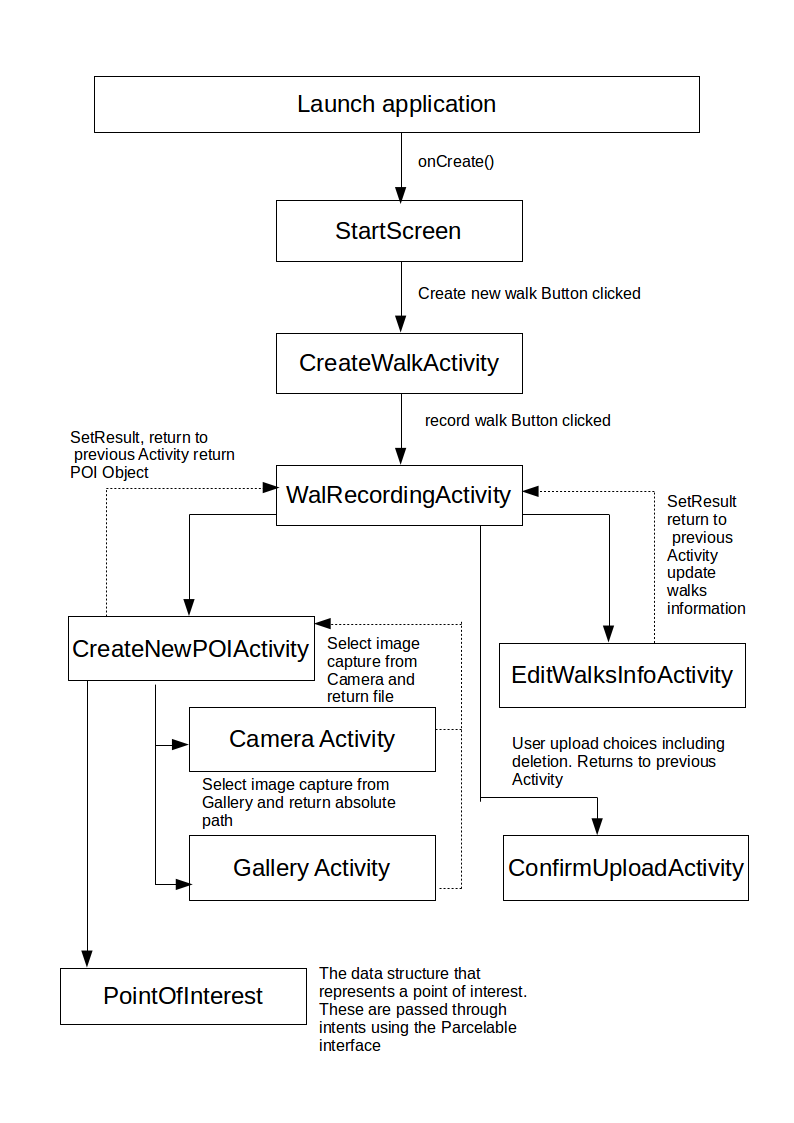 Launch application
onCreate()
StartScreen
Create new walk Button clicked
CreateWalkActivity
record walk Button clicked
SetResult, return to
previous Activity return
POI Object
WalRecordingActivity
SetResult
return to
previous
Activity
update
walks
information
CreateNewPOIActivity
Select image
capture from
Camera and
return file
EditWalksInfoActivity
Camera Activity
User upload choices including
deletion. Returns to previous
Activity
Select image capture from
Gallery and return absolute
path
Gallery Activity
ConfirmUploadActivity
PointOfInterest
The data structure that
represents a point of interest.
These are passed through
intents using the Parcelable
interface